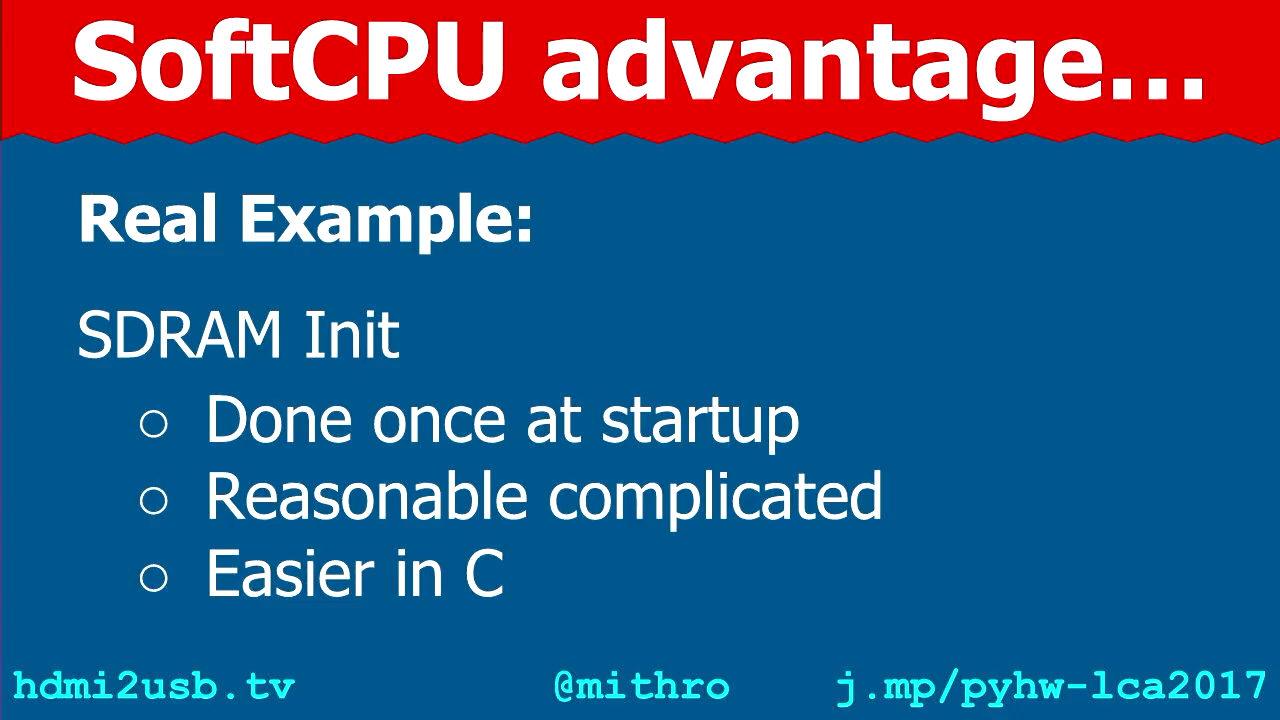 SoftCPU advantage...
Real Example:
SDRAM Init
○ Done once at startup
○ Reasonable complicated
○ Easier in C
hdmi2usb.tv @mithro j.mp/pyhw-lca2017